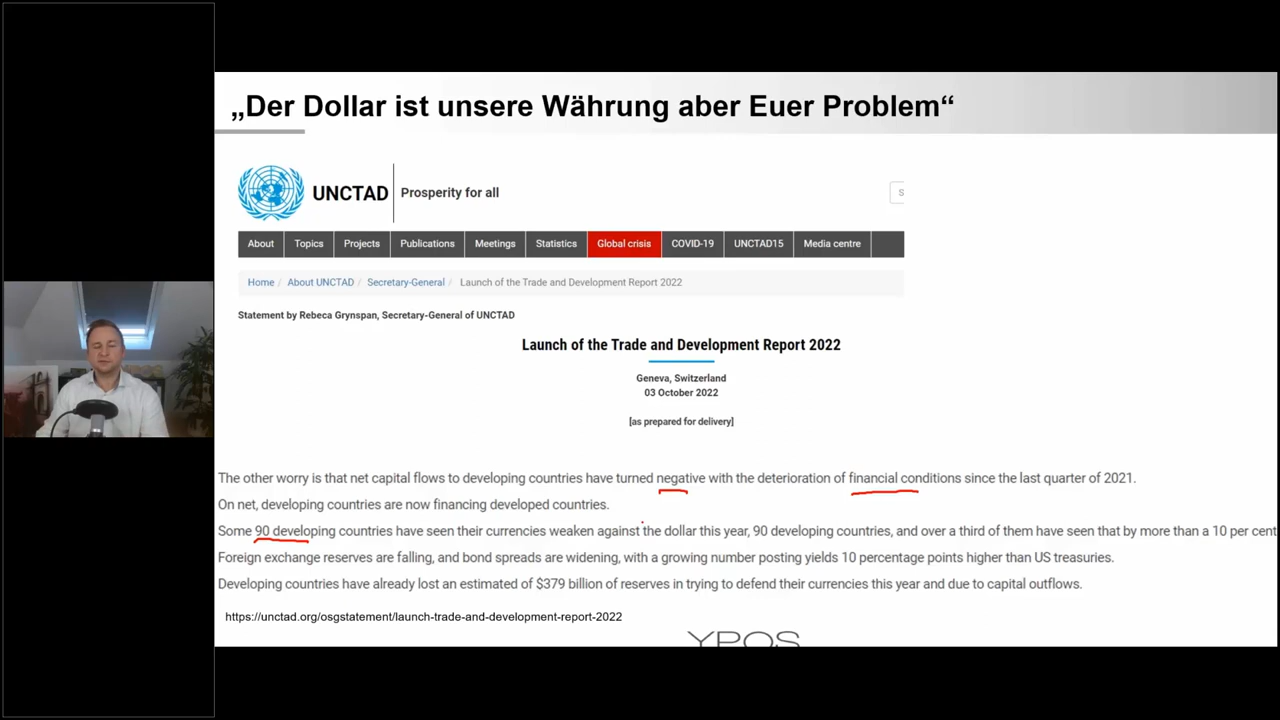 „Der Dollar ist unsere Währung aber Euer Problem“
UNCTAD
Prosperity for all
S
About Topics Projects Publications Meetings Statistics Global crisis COVID-19 UNCTAD15 Media centre
Home / About UNCTAD / Secretary-General / Launch of the Trade and Development Report 2022
Statement by Rebeca Grynspan, Secretary-General of UNCTAD
Launch of the Trade and Development Report 2022
Geneva, Switzerland
03 October 2022
[as prepared for delivery]
The other worry is that net capital flows to developing countries have turned negative with the deterioration of financial conditions since the last quarter of 2021.
On net, developing countries are now financing developed countries.
Some 90 developing countries have seen their currencies weaken against the dollar this year, 90 developing countries, and over a third of them have seen that by more than a 10 per cent
Foreign exchange reserves are falling, and bond spreads are widening, with a growing number posting yields 10 percentage points higher than US treasuries.
Developing countries have already lost an estimated of $379 billion of reserves in trying to defend their currencies this year and due to capital outflows.
https://unctad.org/osgstatement/launch-trade-and-development-report-2022
YPOS